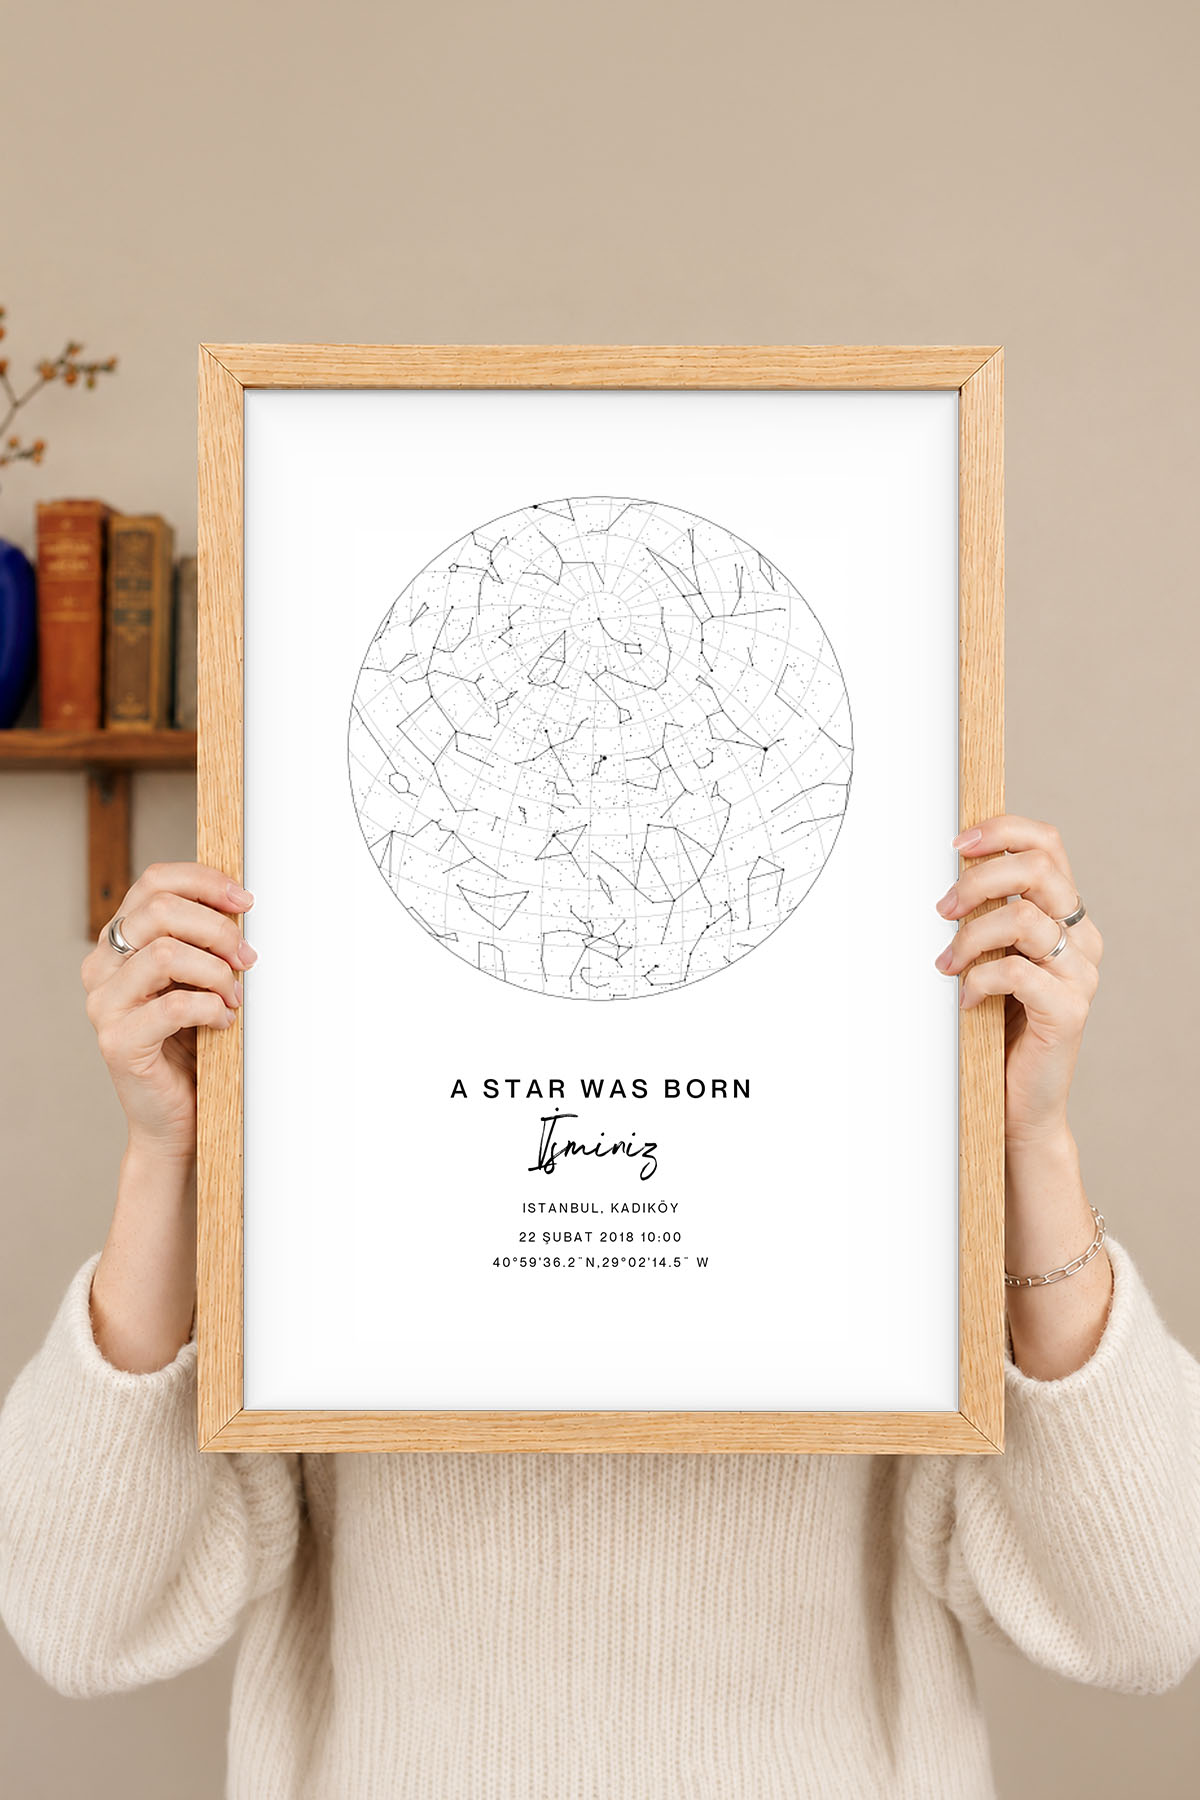 A STAR WAS BORN
İsminiz
ISTANBUL, KADIKÖY
22 ŞUBAT 2018 10:00
40°59'36.2¨N,29°02'14.5¨ W